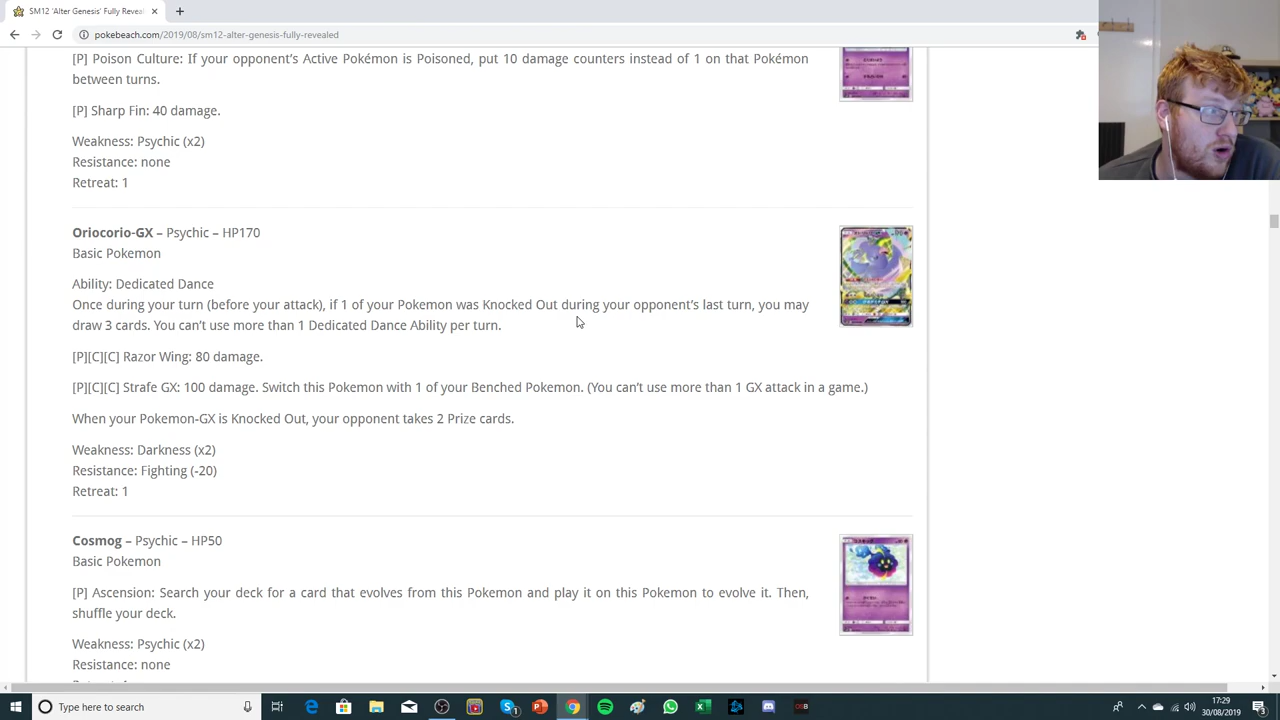 SM12 'Alter Genesis' Fully Revea
pokebeach.com/2019/08/sm12-alter-genesis-fully-revealed
[P] Poison Culture: If your opponent's Active Pokémon is Poisoned, put 10 damage counters instead of 1 on that Pokémon
between turns.
[P] Sharp Fin: 40 damage.
Weakness: Psychic (x2)
Resistance: none
Retreat: 1
Oriocorio-GX – Psychic – HP170
Basic Pokemon
Ability: Dedicated Dance
Once during your turn (before your attack), if 1 of your Pokemon was Knocked Out during your opponent's last turn, you may
draw 3 cards. You can't use more than 1 Dedicated Dance Ability per turn.
[P][C][C] Razor Wing: 80 damage.
[P][C][C] Strafe GX: 100 damage. Switch this Pokemon with 1 of your Benched Pokemon. (You can't use more than 1 GX attack in a game.)
When your Pokemon-GX is Knocked Out, your opponent takes 2 Prize cards.
Weakness: Darkness (x2)
Resistance: Fighting (-20)
Retreat: 1
Cosmog – Psychic – HP50
Basic Pokemon
[P] Ascension: Search your deck for a card that evolves from this Pokemon and play it on this Pokemon to evolve it. Then,
shuffle your deck.
Weakness: Psychic (x2)
Resistance: none
Type here to search
17:29
30/08/2019